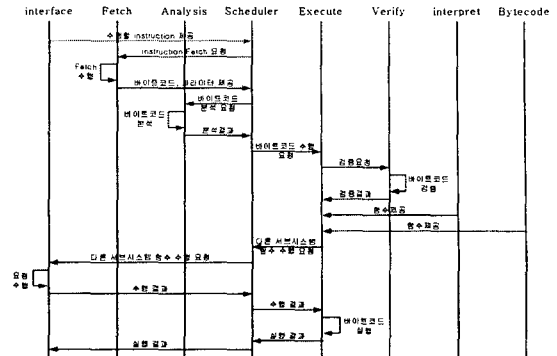 interface Fetch Analysis Scheduler Execute Verify interpret Bytecode
수행할 instruction 제공
instruction Fetch 요청
Fetch
수행
바이트코드, 파라미터 제공
바이트코드
분석 요청
바이트코드
분석
분석결과
바이트코드 수행
요청
검증요청
바이트코드
검증
검증결과
함수제공
함수제공
다른 서브시스템
함수 수행 요청
다른 서브시스템 함수 수행 요청
요청
수행
수행 결과
수행 결과
바이트코드
실행
실행 결과
실행 결과